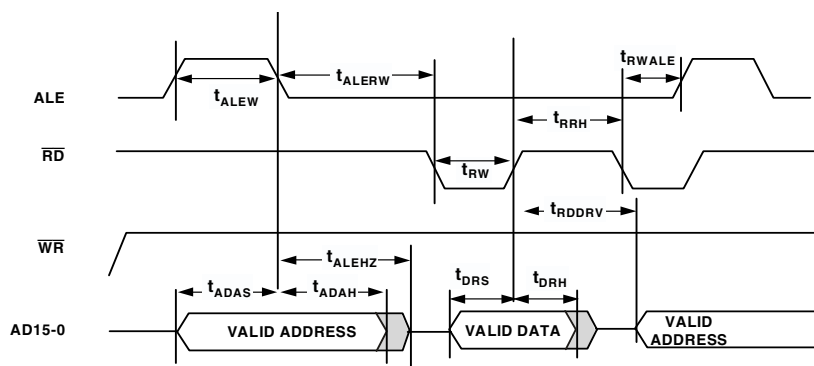 ALE
tALEW
tALERW
tRWALE
tRRH
RD
tRW
tRDDRV
WR
tALEHZ
tADAS
tADAH
tDRS
tDRH
AD15-0
VALID ADDRESS
VALID DATA
VALID
ADDRESS